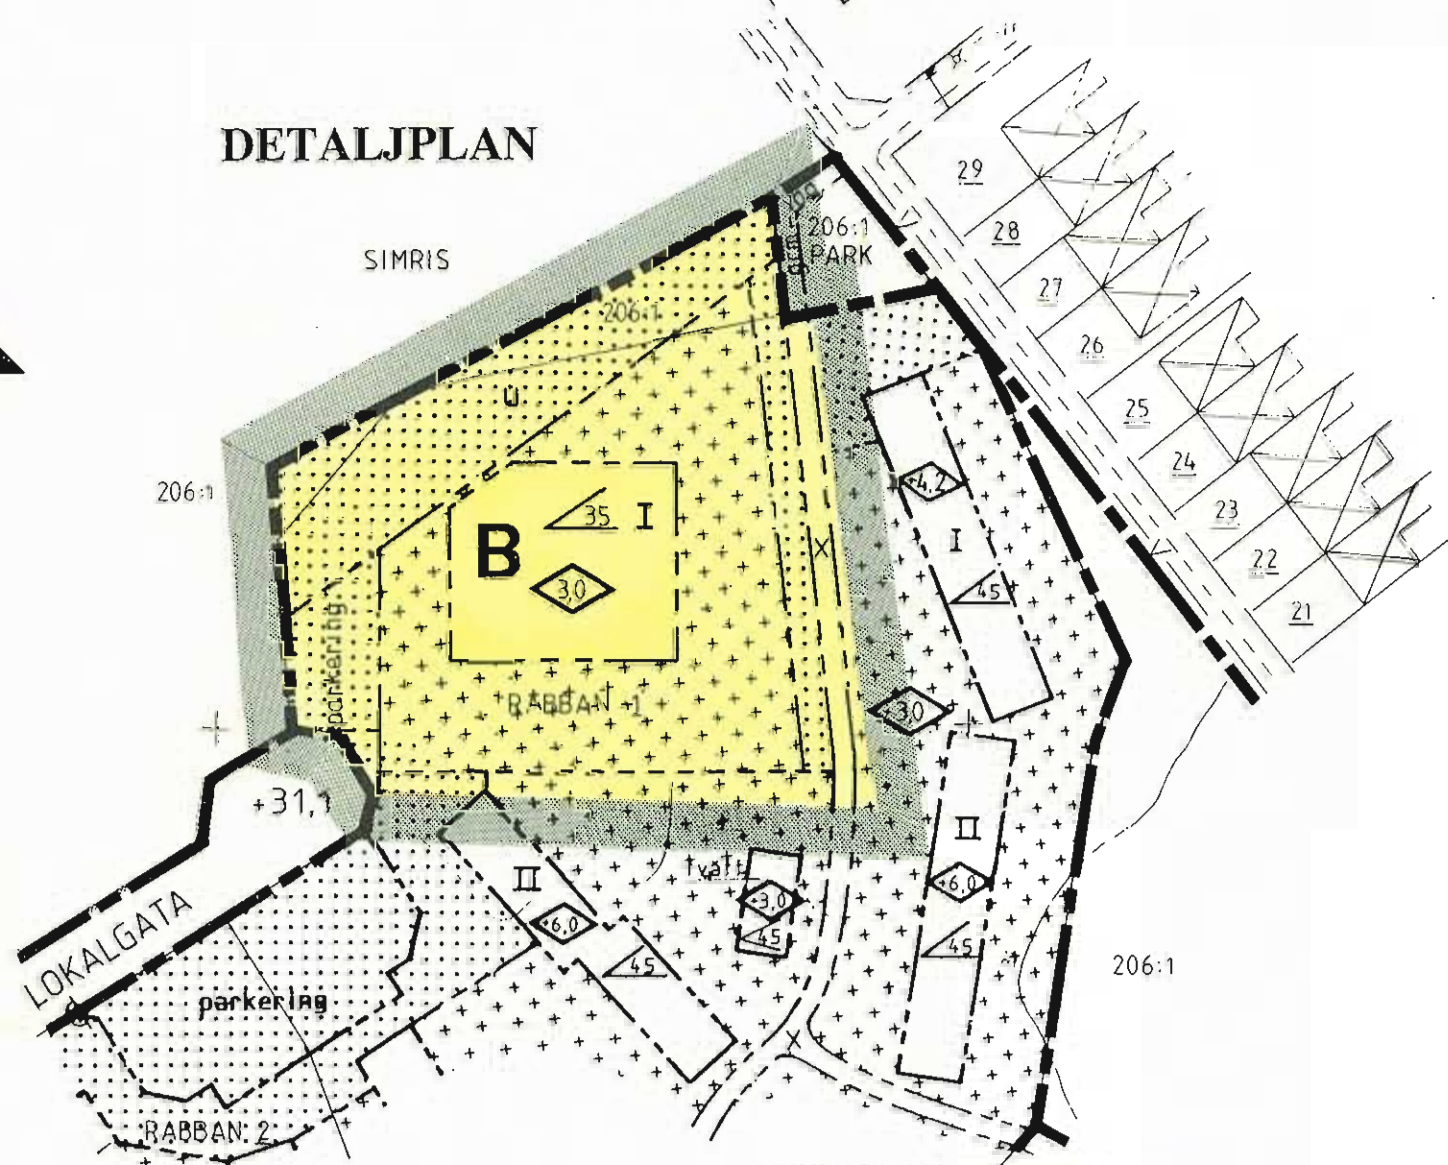 DETALJPLAN
SIMRIS
206:1
PARK
206:1
u
206:1
29
28
27
26
25
24
23
22
21
B
35 I
3,0
RABBAN 1
parkering
+4,2
I
45
3,0
+31,1
II
+6,0
45
tvätt
+3,0
45
II
+6,0
45
X
X
206:1
LOKALGATA
parkering
RABBAN 2